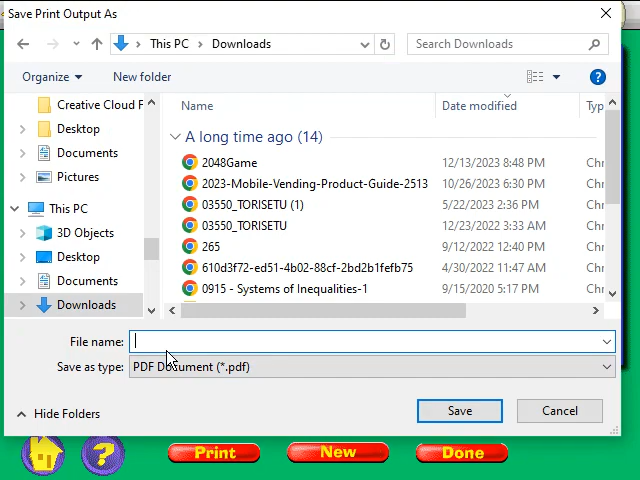 Save Print Output As
This PC > Downloads
Search Downloads
Organize
New folder
Creative Cloud F
Desktop
Documents
Pictures
This PC
3D Objects
Desktop
Documents
Downloads
Name
Date modified
Typ
A long time ago (14)
2048Game 12/13/2023 8:48 PM Chr
2023-Mobile-Vending-Product-Guide-2513 10/26/2023 6:30 PM Chr
03550_TORISETU (1) 5/22/2023 2:36 PM Chr
03550_TORISETU 12/22/2022 3:33 AM Chr
265 9/12/2022 12:40 PM Chr
610d3f72-ed51-4b02-88cf-2bd2b1fefb75 4/30/2022 11:47 AM Chr
0915 - Systems of Inequalities-1 9/15/2020 5:17 PM Chr
File name:
Save as type: PDF Document (*.pdf)
Hide Folders
Save
Cancel
?
Print
New
Done